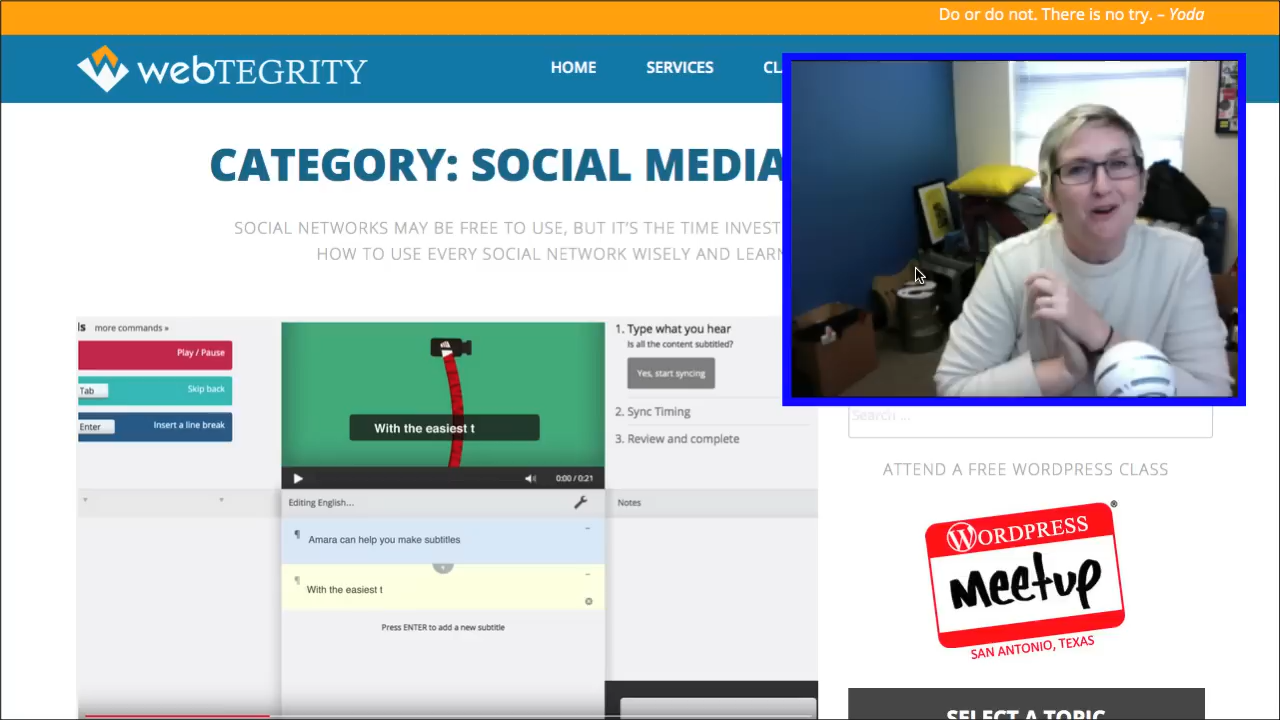 Do or do not. There is no try. – Yoda
webTEGRITY
HOME
SERVICES
CATEGORY: SOCIAL MEDIA
SOCIAL NETWORKS MAY BE FREE TO USE, BUT IT'S THE TIME INVEST
HOW TO USE EVERY SOCIAL NETWORK WISELY AND LEARN
more commands »
Play / Pause
Tab
Skip back
Enter
Insert a line break
With the easiest t
0:00 / 0:21
1. Type what you hear
Is all the content subtitled?
Yes, start syncing
2. Sync Timing
3. Review and complete
Editing English...
Notes
Amara can help you make subtitles
With the easiest t
Press ENTER to add a new subtitle
Search ...
ATTEND A FREE WORDPRESS CLASS
WORDPRESS
meetup
SAN ANTONIO, TEXAS
SELECT A TOPIC